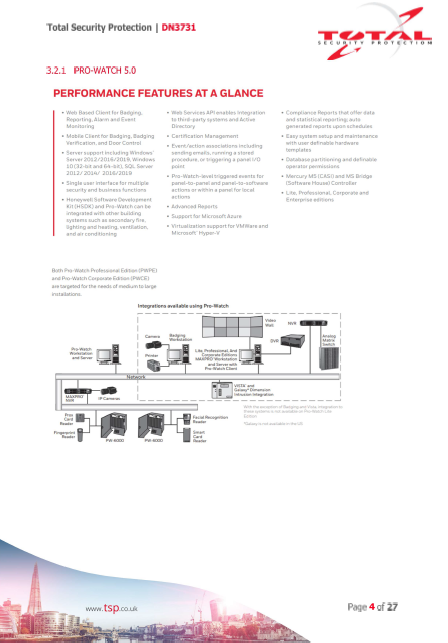 Total Security Protection | DN3731
TOTAL
SECURITY PROTECTION
3.2.1 PRO-WATCH 5.0
PERFORMANCE FEATURES AT A GLANCE
• Web Based Client for Badging,
Reporting, Alarm and Event
Monitoring
• Mobile Client for Badging, Badging
Verification, and Door Control
• Server support including Windows'
Server 2012/2016/2019, Windows
10 (32-bit and 64-bit), SQL Server
2012/ 2014/ 2016/2019
• Single user interface for multiple
security and business functions
• Honeywell Software Development
Kit (HSDK) and Pro-Watch can be
integrated with other building
systems such as secondary fire,
lighting and heating, ventilation,
and air conditioning
• Web Services API enables integration
to third-party systems and Active
Directory
• Certification Management
• Event/action associations including
sending emails, running a stored
procedure, or triggering a panel I/O
point
• Pro-Watch-level triggered events for
panel-to-panel and panel-to-software
actions or within a panel for local
actions
• Advanced Reports
• Support for Microsoft Azure
• Virtualisation support for VMWare and
Microsoft' Hyper-V
• Compliance Reports that offer data
and statistical reporting; auto
generated reports upon schedules
• Easy system setup and maintenance
with user definable hardware
templates
• Database partitioning and definable
operator permissions
• Mercury MS (CASI) and MS Bridge
(Software House) Controller
• Lite, Professional, Corporate and
Enterprise editions
Both Pro-Watch Professional Edition (PWPE)
and Pro-Watch Corporate Edition (PWCE)
are targeted for the needs of medium to large
installations.
Integrations available using Pro-Watch
Video
Wall
NVR
Camera
Badging
Workstation
DVR
Analog
Matrix
Switch
Pro-Watch
Workstation
and Server
Printer
Lite, Professional, And
Corporate Editions
MAXPRO' Workstation
and Server with
Pro-Watch Client
Network
MAXPRO'
NVR
IP Cameras
VISTA' and
Galaxy* Dimension
Intrusion Integration
With the exception of Badging and Vista, integration to
these systems is not available on Pro-Watch Lite
Edition
*Galaxy is not available in the US
Prox
Card
Reader
Fingerprint
Reader
PW-6000
PW-6000
Facial Recognition
Reader
Smart
Card
Reader
www.tsp.co.uk
Page 4 of 27